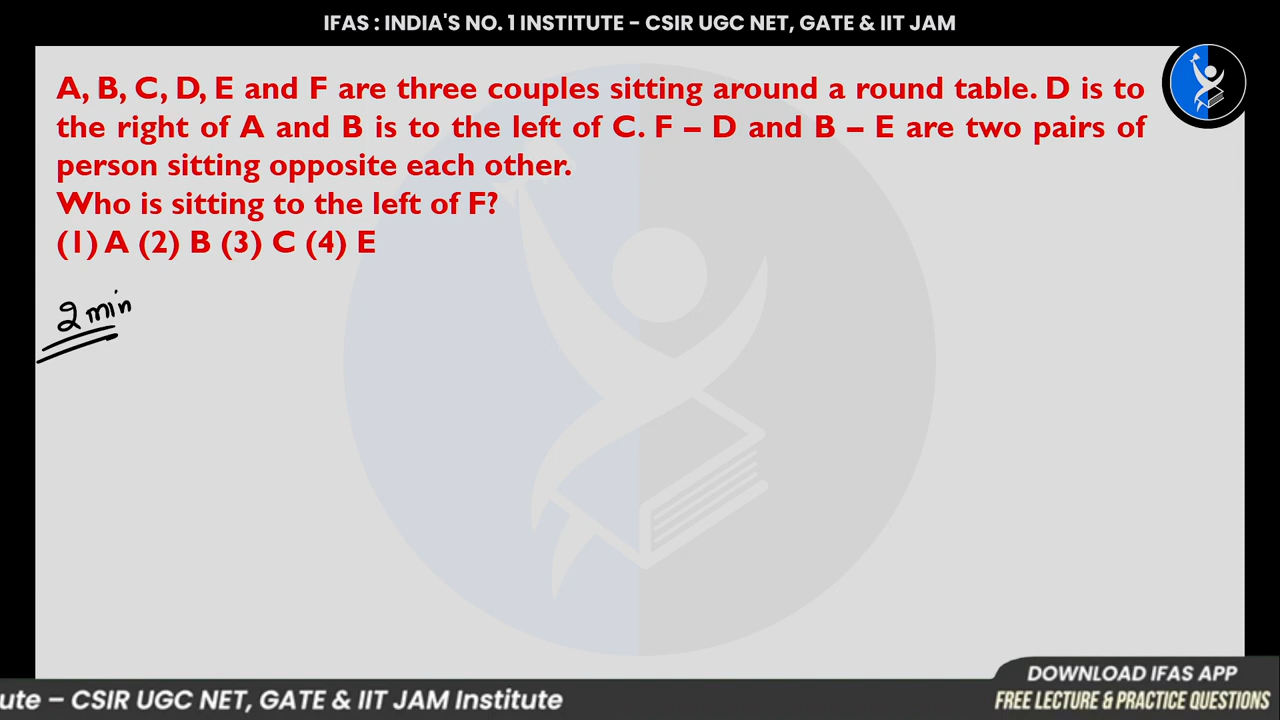 IFAS : INDIA'S NO. 1 INSTITUTE – CSIR UGC NET, GATE & IIT JAM
A, B, C, D, E and F are three couples sitting around a round table. D is to
the right of A and B is to the left of C. F – D and B – E are two pairs of
person sitting opposite each other.
Who is sitting to the left of F?
(1) A (2) B (3) C (4) E
2 min
DOWNLOAD IFAS APP
ute – CSIR UGC NET, GATE & IIT JAM Institute
FREE LECTURE & PRACTICE QUESTIONS